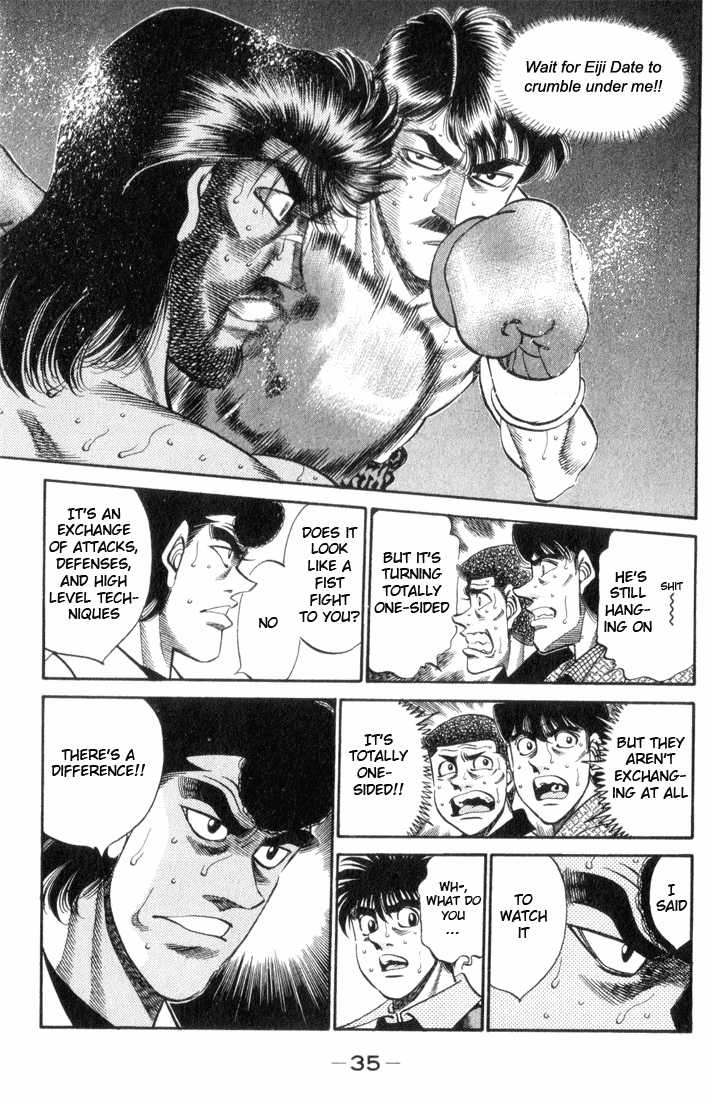 Wait for Eiji Date to
crumble under me!!
SHIT
HE'S
STILL
HANG-
ING ON
BUT IT'S
TURNING
TOTALLY
ONE-SIDED
DOES IT
LOOK
LIKE A
FIST
FIGHT
TO YOU?
NO
IT'S AN
EXCHANGE
OF ATTACKS,
DEFENSES,
AND HIGH
LEVEL TECH-
NIQUES
BUT THEY
AREN'T
EXCHANG-
ING AT ALL
IT'S
TOTALLY
ONE-
SIDED!!
THERE'S A
DIFFERENCE!!
I
SAID
TO
WATCH
IT
WH-,
WHAT DO
YOU
...
—35—